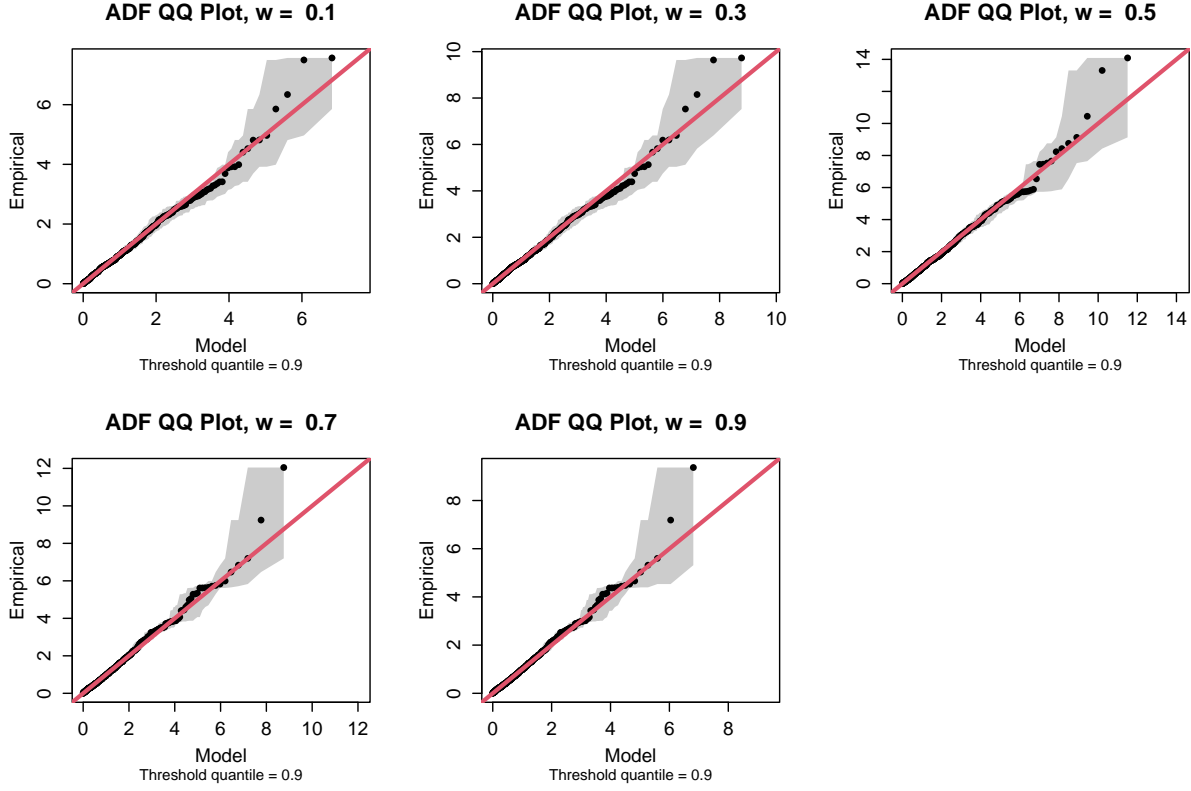 ADF QQ Plot, w = 0.1
Empirical
6
4
2
0
0 2 4 6
Model
Threshold quantile = 0.9
ADF QQ Plot, w = 0.3
Empirical
10
8
6
4
2
0
0 2 4 6 8 10
Model
Threshold quantile = 0.9
ADF QQ Plot, w = 0.5
Empirical
14
10
8
6
4
2
0
0 2 4 6 8 10 12 14
Model
Threshold quantile = 0.9
ADF QQ Plot, w = 0.7
Empirical
12
10
8
6
4
2
0
0 2 4 6 8 10 12
Model
Threshold quantile = 0.9
ADF QQ Plot, w = 0.9
Empirical
8
6
4
2
0
0 2 4 6 8
Model
Threshold quantile = 0.9